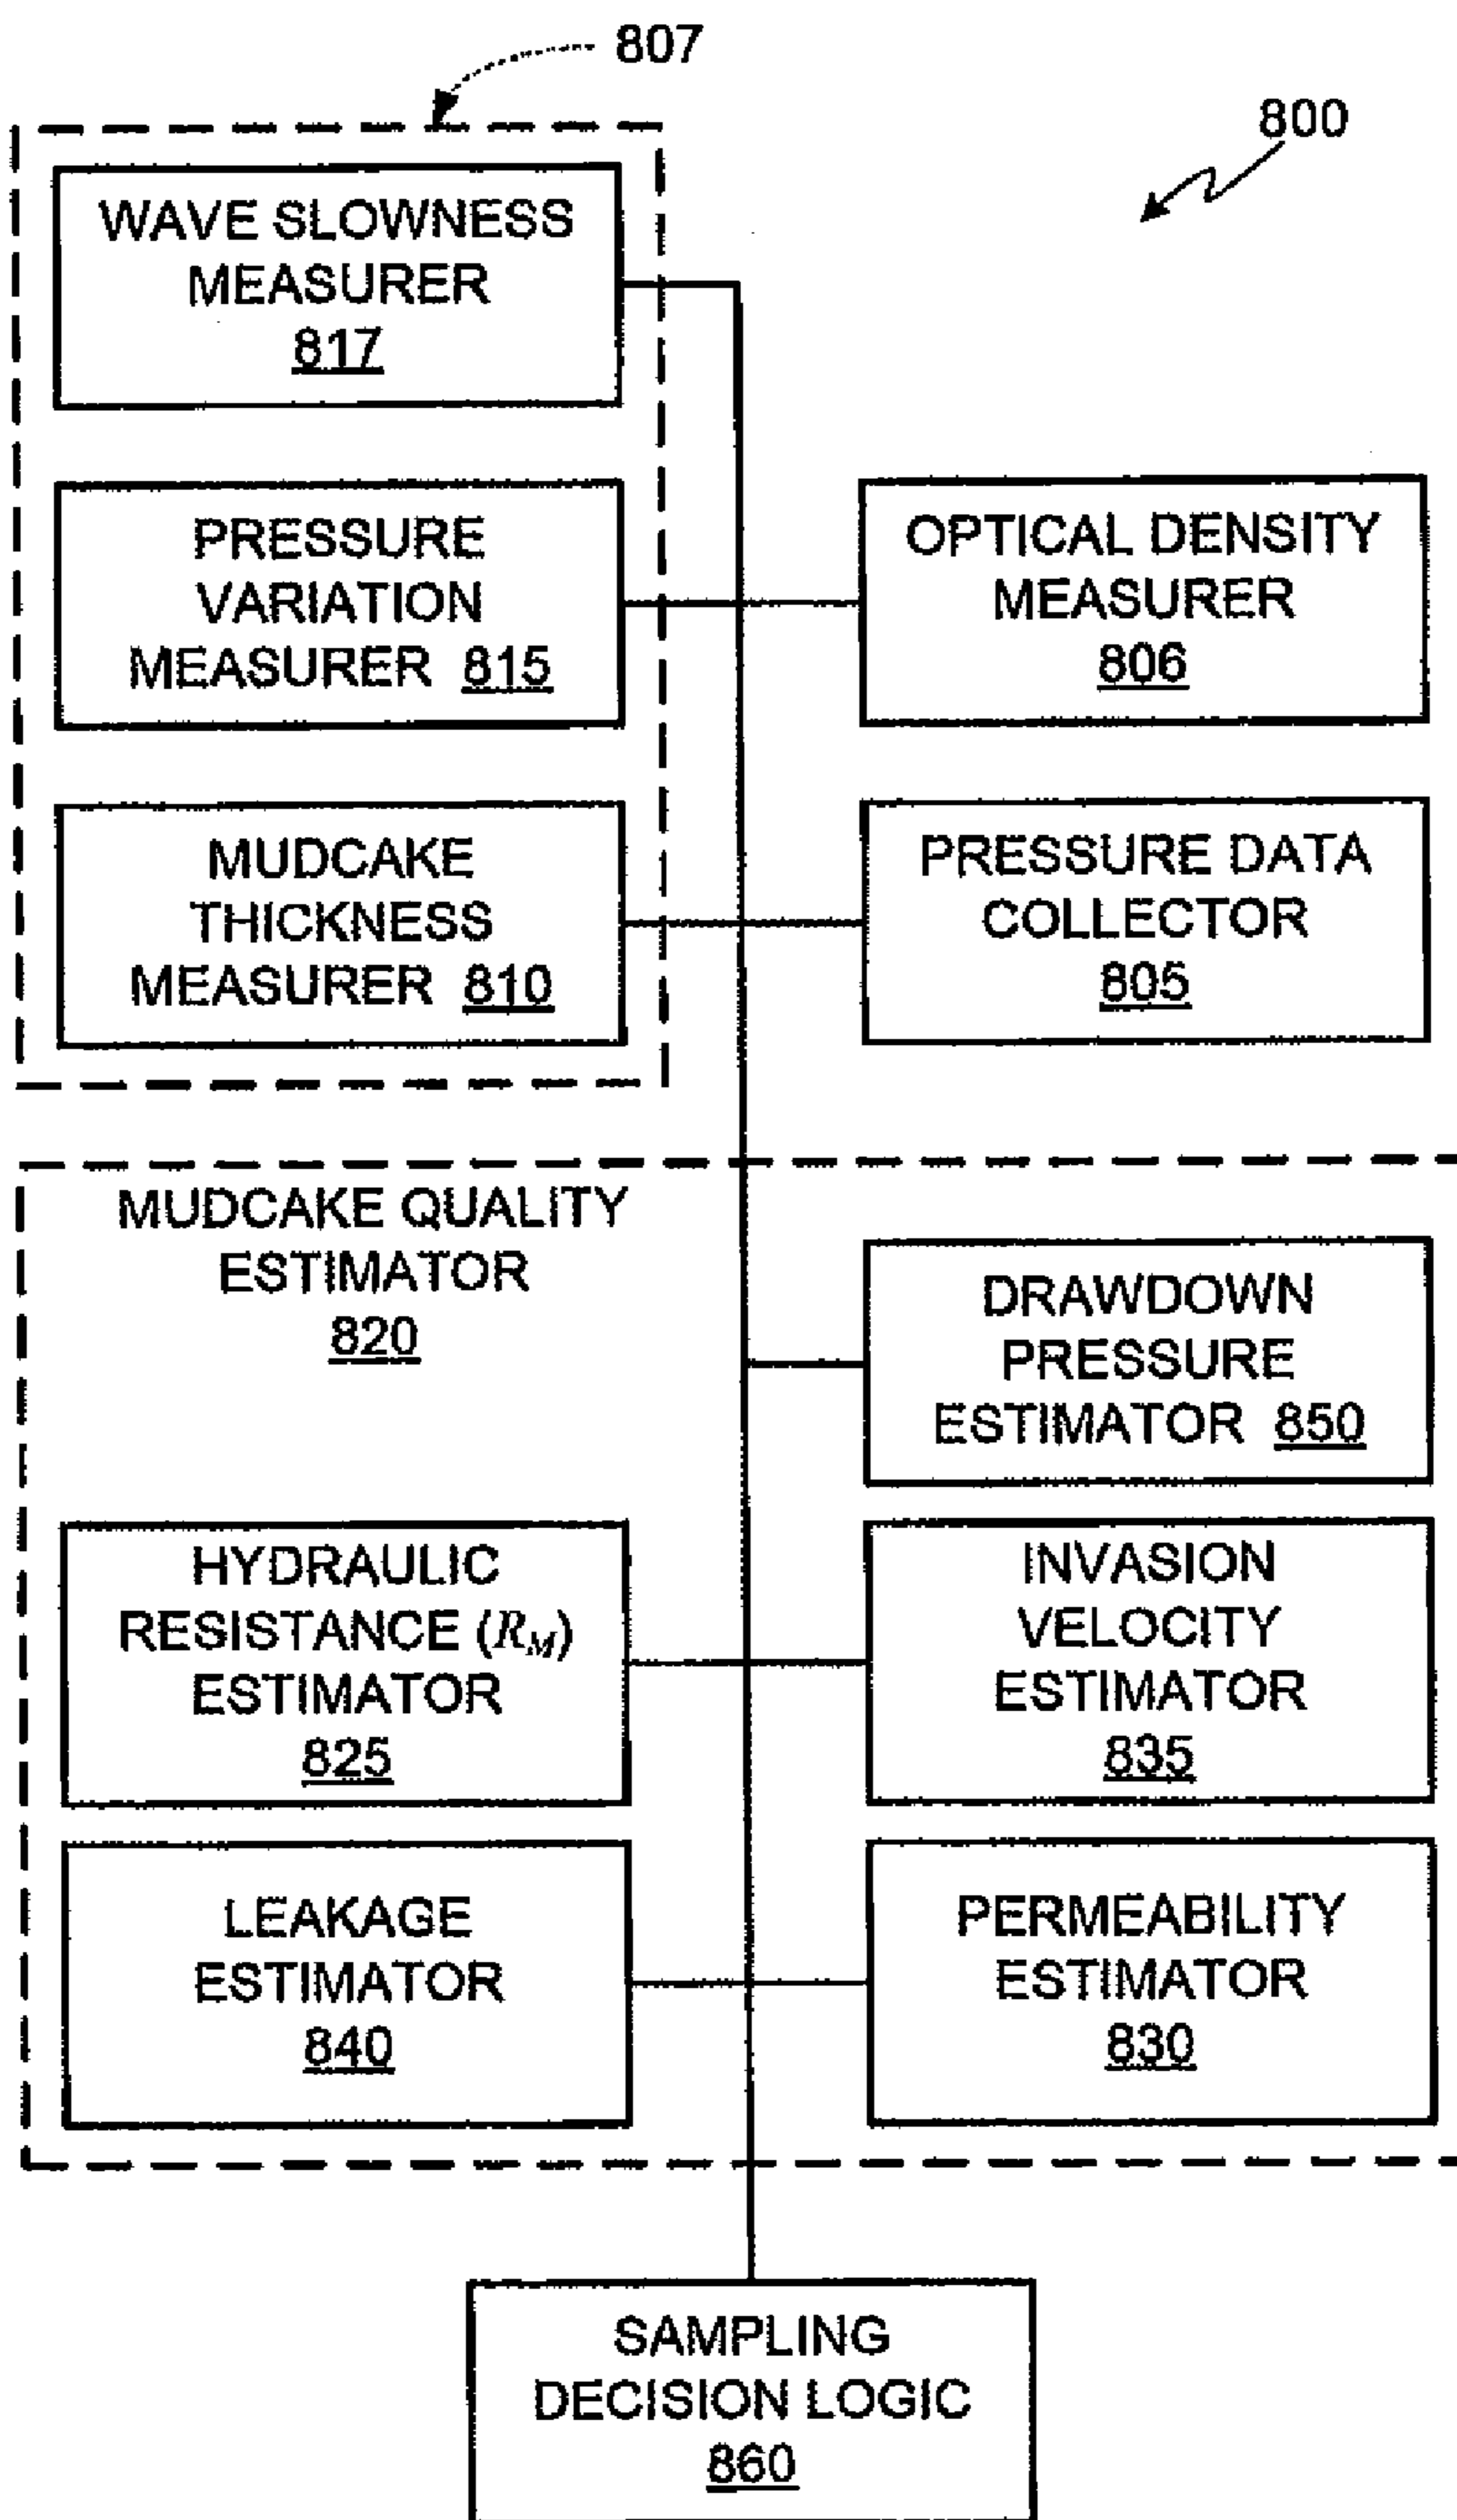 807
800
WAVE SLOWNESS
MEASURER
817
PRESSURE
VARIATION
MEASURER 815
OPTICAL DENSITY
MEASURER
806
MUDCAKE
THICKNESS
MEASURER 810
PRESSURE DATA
COLLECTOR
805
MUDCAKE QUALITY
ESTIMATOR
820
DRAWDOWN
PRESSURE
ESTIMATOR 850
HYDRAULIC
RESISTANCE (R_M)
ESTIMATOR
825
INVASION
VELOCITY
ESTIMATOR
835
LEAKAGE
ESTIMATOR
840
PERMEABILITY
ESTIMATOR
830
SAMPLING
DECISION LOGIC
860